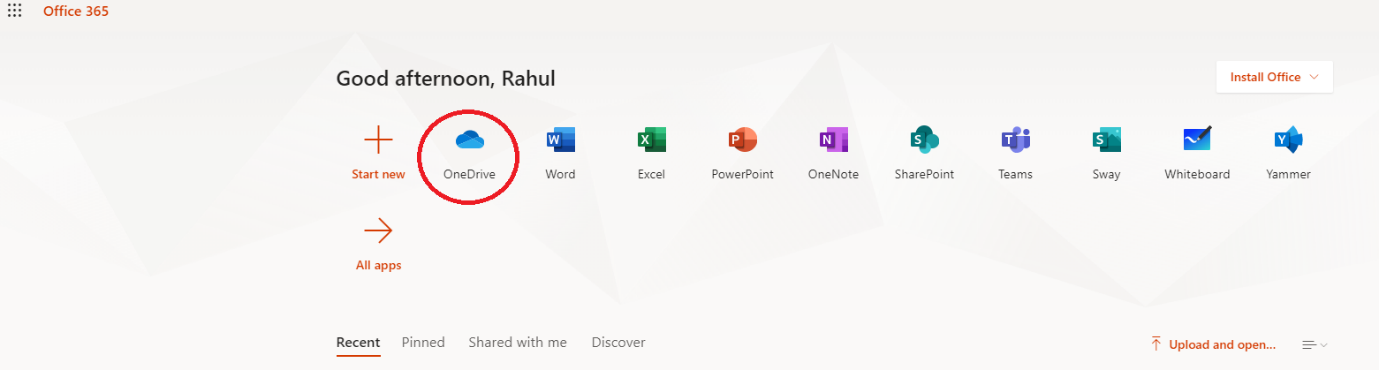 Office 365
Good afternoon, Rahul
Install Office
Start new
OneDrive
Word
Excel
PowerPoint
OneNote
SharePoint
Teams
Sway
Whiteboard
Yammer
All apps
Recent Pinned Shared with me Discover
Upload and open...